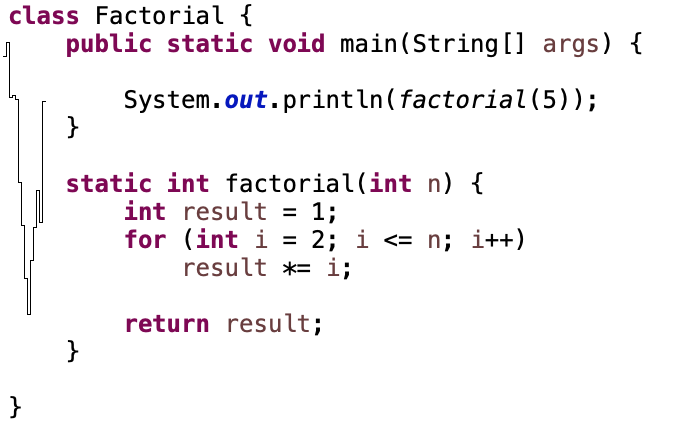 class Factorial {
public static void main(String[] args) {
System.out.println(factorial(5));
}
static int factorial(int n) {
int result = 1;
for (int i = 2; i <= n; i++)
result *= i;
return result;
}
}